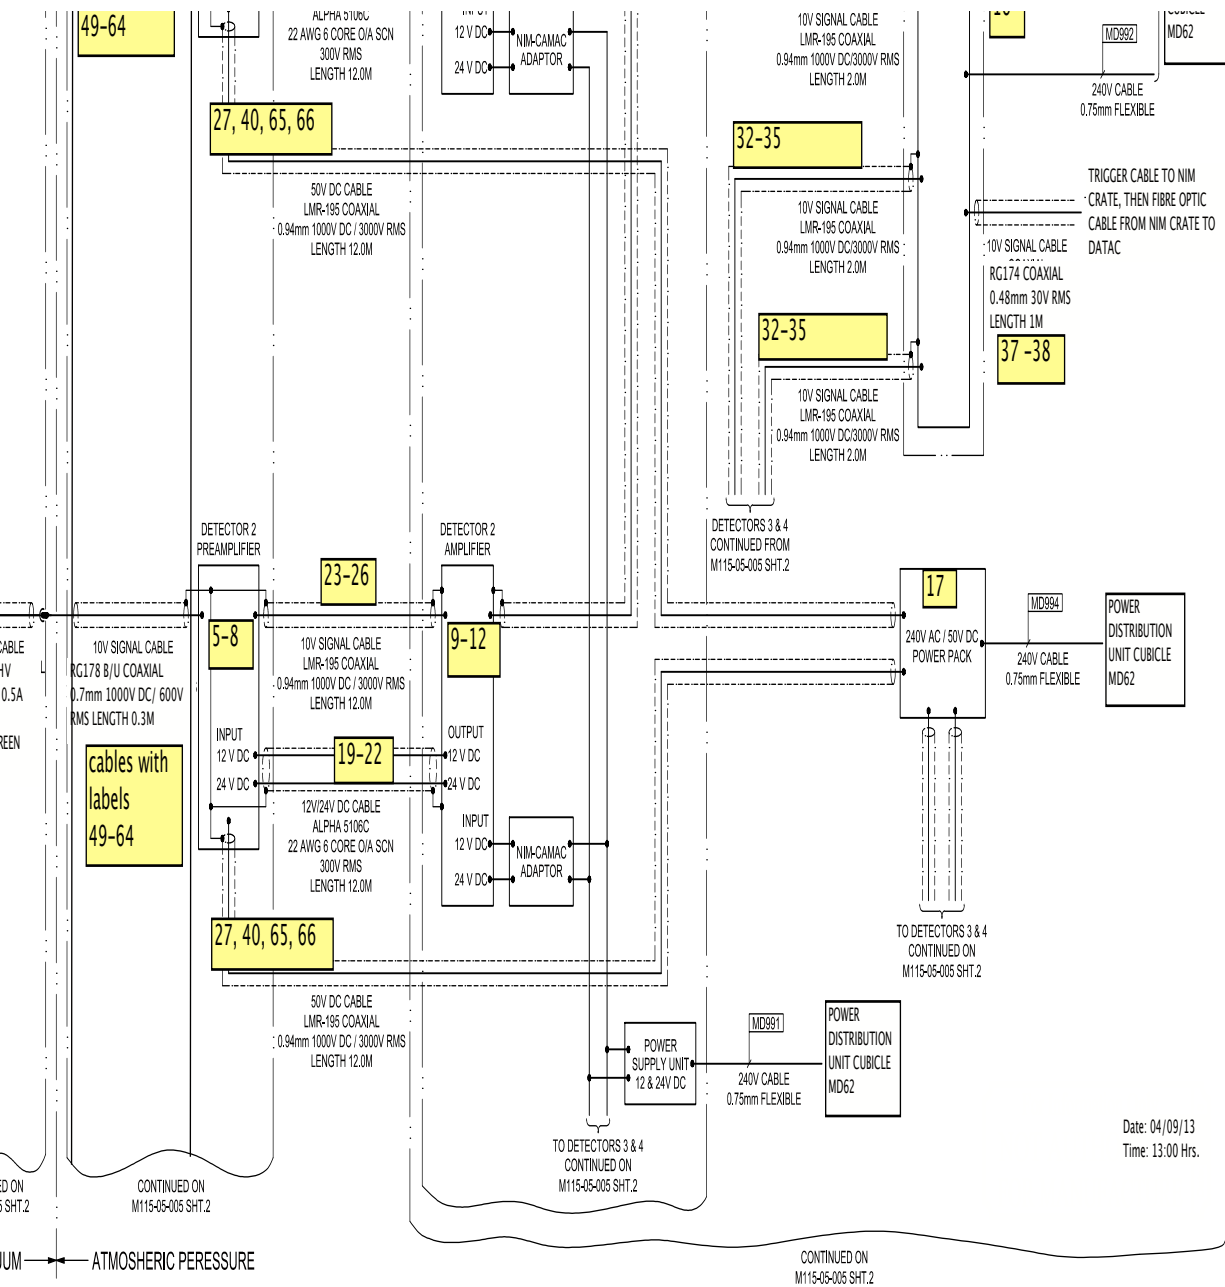 49-64
ALPHA 5106C
22 AWG 6 CORE O/A SCN
300V RMS
LENGTH 12.0M
12 V DC
24 V DC
NIM-CAMAC
ADAPTOR
10V SIGNAL CABLE
LMR-195 COAXIAL
0.94mm 1000V DC/3000V RMS
LENGTH 2.0M
MD992
240V CABLE
0.75mm FLEXIBLE
MD62
27, 40, 65, 66
50V DC CABLE
LMR-195 COAXIAL
0.94mm 1000V DC / 3000V RMS
LENGTH 12.0M
32-35
10V SIGNAL CABLE
LMR-195 COAXIAL
0.94mm 1000V DC/3000V RMS
LENGTH 2.0M
TRIGGER CABLE TO NIM
CRATE, THEN FIBRE OPTIC
CABLE FROM NIM CRATE TO
DATAC
10V SIGNAL CABLE
RG174 COAXIAL
0.48mm 30V RMS
LENGTH 1M
37 -38
32-35
10V SIGNAL CABLE
LMR-195 COAXIAL
0.94mm 1000V DC/3000V RMS
LENGTH 2.0M
DETECTORS 3 & 4
CONTINUED FROM
M115-05-005 SHT.2
DETECTOR 2
PREAMPLIFIER
23-26
DETECTOR 2
AMPLIFIER
5-8
9-12
10V SIGNAL CABLE
RG178 B/U COAXIAL
0.7mm 1000V DC/ 600V
RMS LENGTH 0.3M
0.5A
10V SIGNAL CABLE
LMR-195 COAXIAL
0.94mm 1000V DC / 3000V RMS
LENGTH 12.0M
17
240V AC / 50V DC
POWER PACK
MD994
240V CABLE
0.75mm FLEXIBLE
POWER
DISTRIBUTION
UNIT CUBICLE
MD62
cables with
labels
49-64
INPUT
12 V DC
24 V DC
19-22
OUTPUT
12 V DC
24 V DC
12V/24V DC CABLE
ALPHA 5106C
22 AWG 6 CORE O/A SCN
300V RMS
LENGTH 12.0M
INPUT
12 V DC
24 V DC
NIM-CAMAC
ADAPTOR
27, 40, 65, 66
50V DC CABLE
LMR-195 COAXIAL
0.94mm 1000V DC / 3000V RMS
LENGTH 12.0M
TO DETECTORS 3 & 4
CONTINUED ON
M115-05-005 SHT.2
POWER
SUPPLY UNIT
12 & 24V DC
MD991
240V CABLE
0.75mm FLEXIBLE
POWER
DISTRIBUTION
UNIT CUBICLE
MD62
TO DETECTORS 3 & 4
CONTINUED ON
M115-05-005 SHT.2
Date: 04/09/13
Time: 13:00 Hrs.
CONTINUED ON
M115-05-005 SHT.2
ATMOSHERIC PERESSURE
CONTINUED ON
M115-05-005 SHT.2